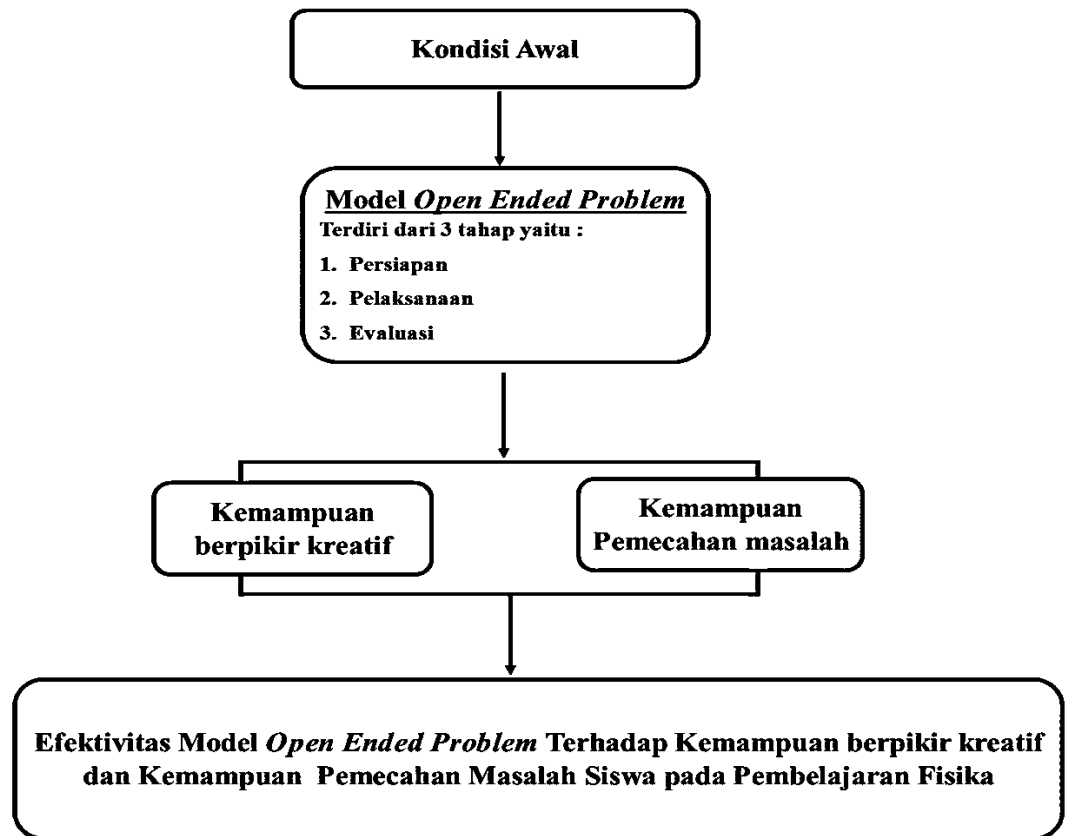 Kondisi Awal
Model Open Ended Problem
Terdiri dari 3 tahap yaitu :
1. Persiapan
2. Pelaksanaan
3. Evaluasi
Kemampuan
berpikir kreatif
Kemampuan
Pemecahan masalah
Efektivitas Model Open Ended Problem Terhadap Kemampuan berpikir kreatif
dan Kemampuan Pemecahan Masalah Siswa pada Pembelajaran Fisika